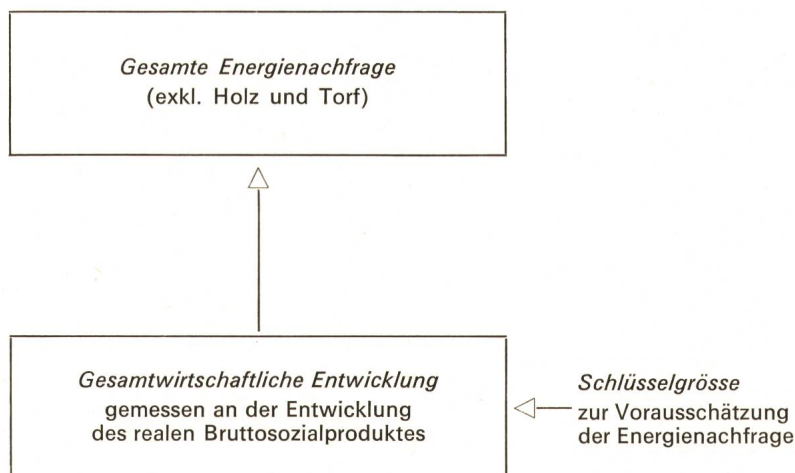 Gesamte Energienachfrage
(exkl. Holz und Torf)
Gesamtwirtschaftliche Entwicklung
gemessen an der Entwicklung
des realen Bruttosozialproduktes
Schlüsselgrösse
zur Vorausschätzung
der Energienachfrage